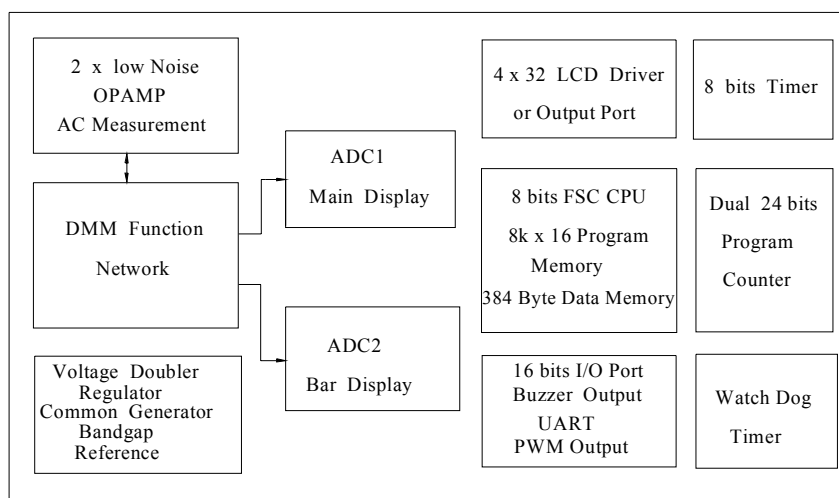 2 x low Noise
OPAMP
AC Measurement
DMM Function
Network
Voltage Doubler
Regulator
Common Generator
Bandgap
Reference
ADC1
Main Display
ADC2
Bar Display
4 x 32 LCD Driver
or Output Port
8 bits FSC CPU
8k x 16 Program
Memory
384 Byte Data Memory
16 bits I/O Port
Buzzer Output
UART
PWM Output
8 bits Timer
Dual 24 bits
Program
Counter
Watch Dog
Timer